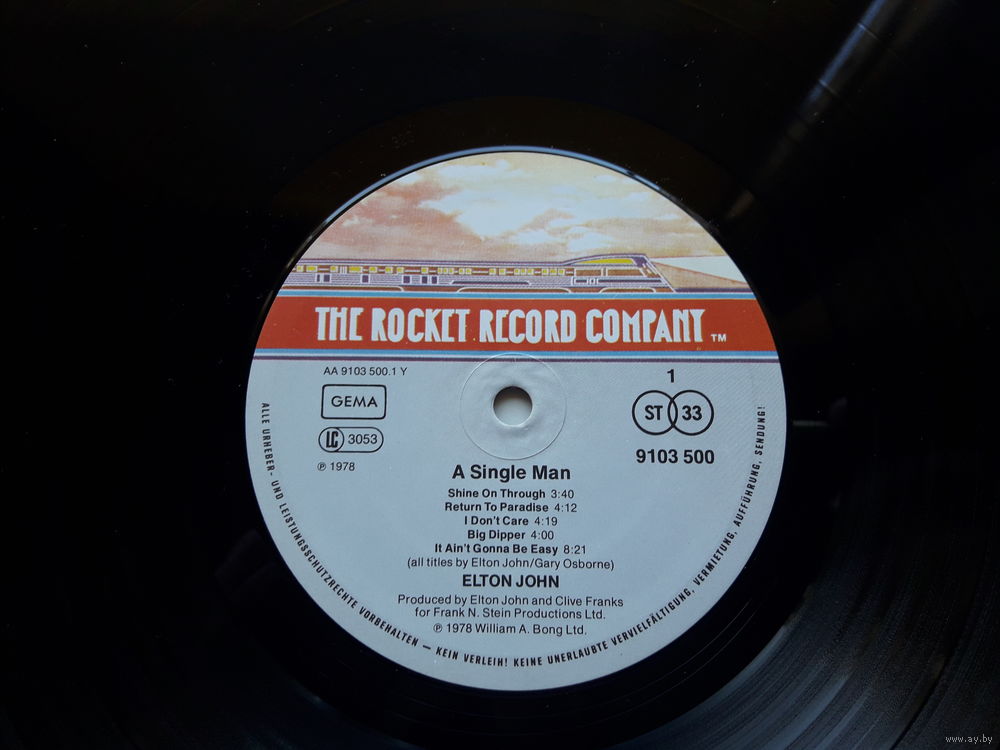 THE ROCKET RECORD COMPANY ™
AA 9103 500.1 Y
GEMA
LC 3053
℗ 1978
1
ST 33
9103 500
A Single Man
Shine On Through 3:40
Return To Paradise 4:12
I Don't Care 4:19
Big Dipper 4:00
It Ain't Gonna Be Easy 8:21
(all titles by Elton John/Gary Osborne)
ELTON JOHN
Produced by Elton John and Clive Franks
for Frank N. Stein Productions Ltd.
℗ 1978 William A. Bong Ltd.
ALLE URHEBER- UND LEISTUNGSSCHUTZRECHTE VORBEHALTEN — KEIN VERLEIH! KEINE UNERLAUBTE VERVIELFÄLTIGUNG, VERMIETUNG, AUFFÜHRUNG, SENDUNG!
www.ay.by